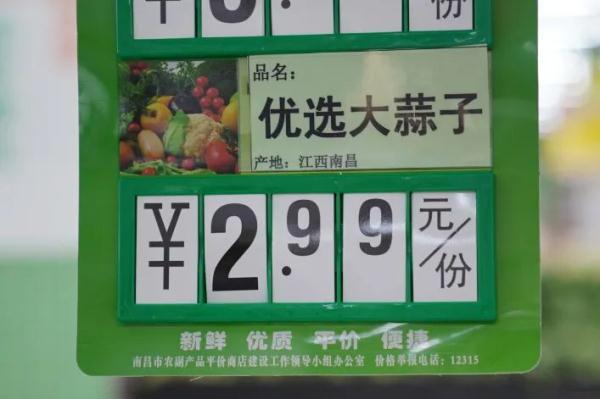 /份
品名：
优选大蒜子
产地：江西南昌
¥2.99元/份
新鲜 优质 平价 便捷
南昌市农副产品平价商店建设工作领导小组办公室 价格举报电话：12315